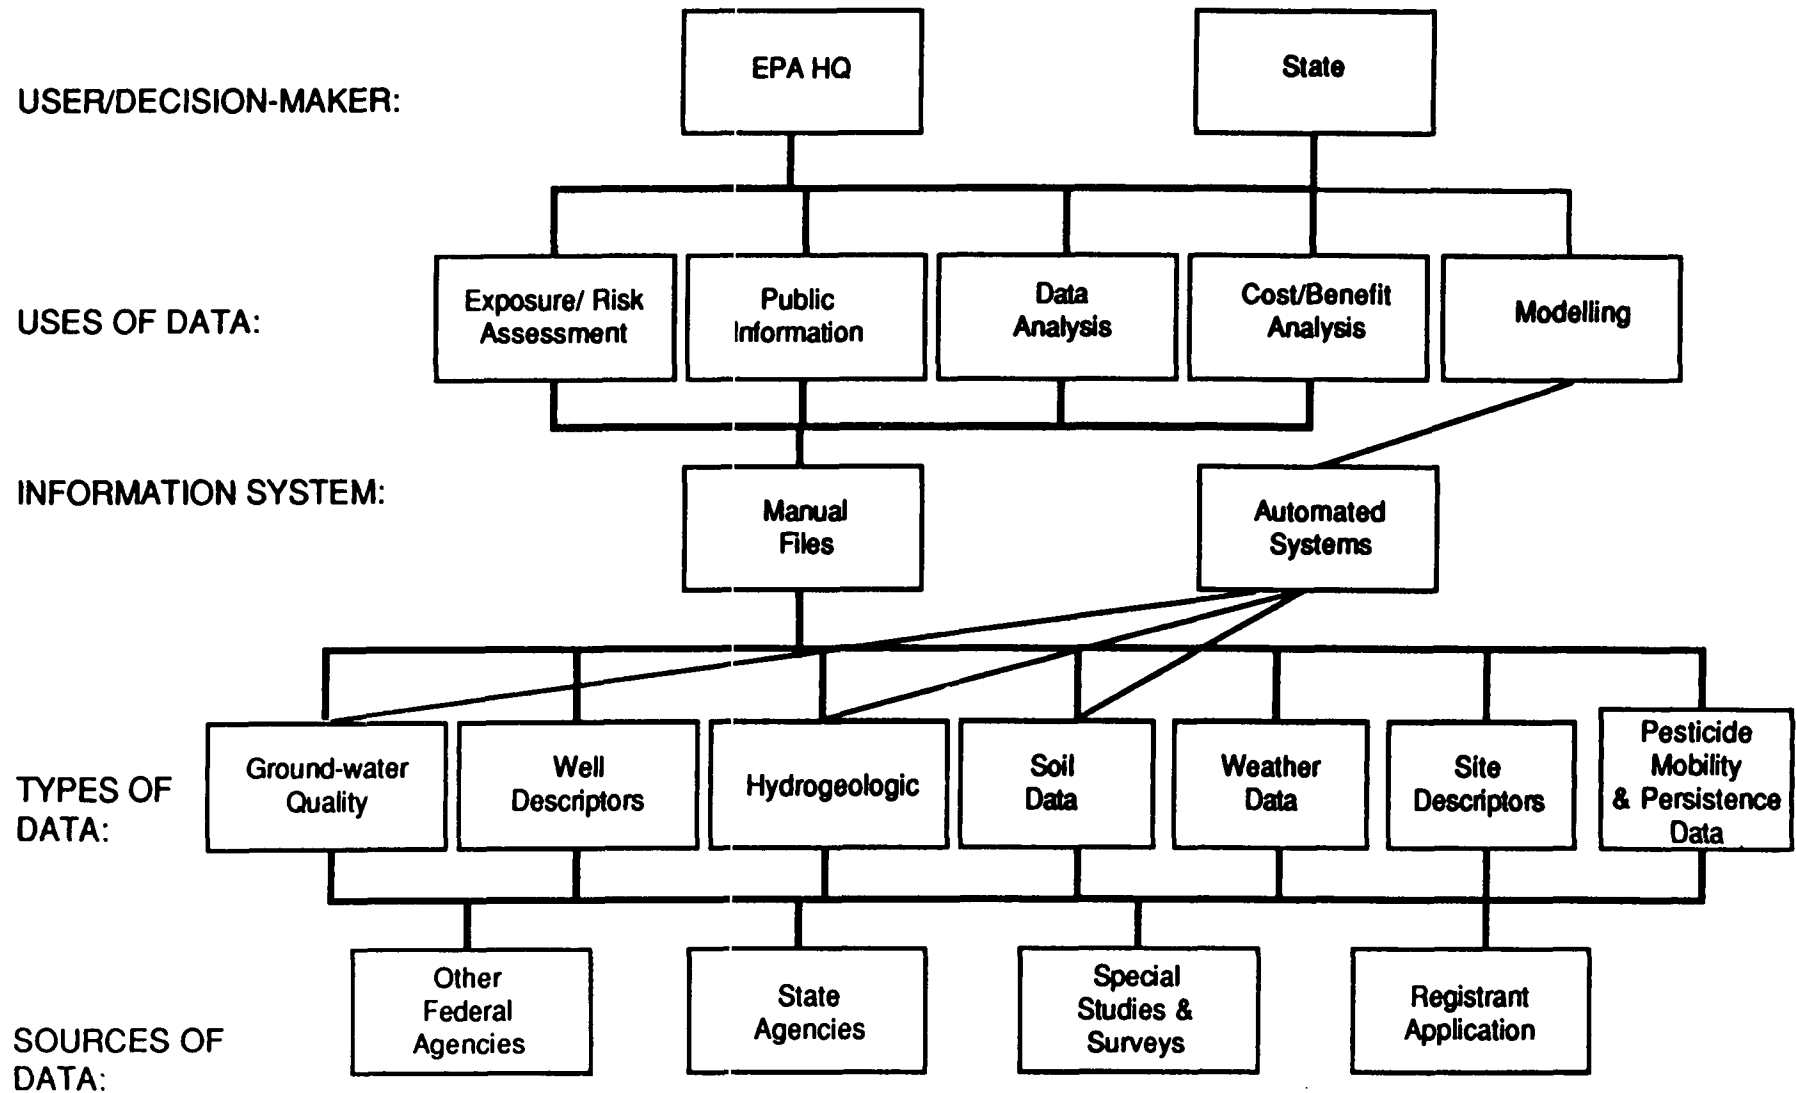 EPA HQ
State
USER/DECISION-MAKER:
Exposure/ Risk
Assessment
Public
Information
Data
Analysis
Cost/Benefit
Analysis
Modelling
USES OF DATA:
INFORMATION SYSTEM:
Manual
Files
Automated
Systems
TYPES OF
DATA:
Ground-water
Quality
Well
Descriptors
Hydrogeologic
Soil
Data
Weather
Data
Site
Descriptors
Pesticide
Mobility
& Persistence
Data
SOURCES OF
DATA:
Other
Federal
Agencies
State
Agencies
Special
Studies &
Surveys
Registrant
Application